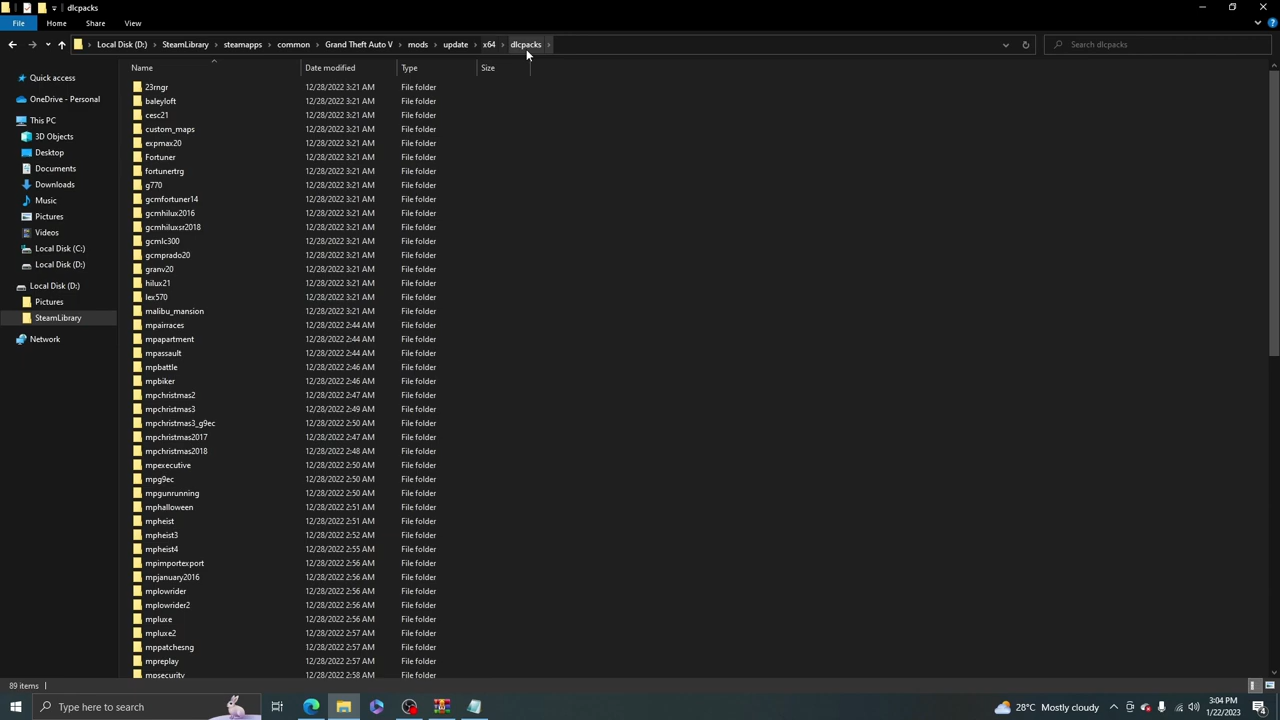 dlcpacks
File Home Share View
Local Disk (D:) SteamLibrary steamapps common Grand Theft Auto V mods update x64 dlcpacks Search dlcpacks
Name Date modified Type Size
Quick access
OneDrive - Personal
This PC
3D Objects
Desktop
Documents
Downloads
Music
Pictures
Videos
Local Disk (C:)
Local Disk (D:)
Local Disk (D:)
Pictures
SteamLibrary
Network
23rngr 12/28/2022 3:21 AM File folder
baleyloft 12/28/2022 3:21 AM File folder
cesc21 12/28/2022 3:21 AM File folder
custom_maps 12/28/2022 3:21 AM File folder
expmax20 12/28/2022 3:21 AM File folder
Fortuner 12/28/2022 3:21 AM File folder
fortunertrg 12/28/2022 3:21 AM File folder
g770 12/28/2022 3:21 AM File folder
gcmfortuner14 12/28/2022 3:21 AM File folder
gcmhilux2016 12/28/2022 3:21 AM File folder
gcmhiluxsr2018 12/28/2022 3:21 AM File folder
gcmlc300 12/28/2022 3:21 AM File folder
gcmprado20 12/28/2022 3:21 AM File folder
granv20 12/28/2022 3:21 AM File folder
hilux21 12/28/2022 3:21 AM File folder
lex570 12/28/2022 3:21 AM File folder
malibu_mansion 12/28/2022 3:21 AM File folder
mpairraces 12/28/2022 2:44 AM File folder
mpapartment 12/28/2022 2:44 AM File folder
mpassault 12/28/2022 2:44 AM File folder
mpbattle 12/28/2022 2:46 AM File folder
mpbiker 12/28/2022 2:46 AM File folder
mpchristmas2 12/28/2022 2:47 AM File folder
mpchristmas3 12/28/2022 2:49 AM File folder
mpchristmas3_g9ec 12/28/2022 2:50 AM File folder
mpchristmas2017 12/28/2022 2:47 AM File folder
mpchristmas2018 12/28/2022 2:48 AM File folder
mpexecutive 12/28/2022 2:50 AM File folder
mpg9ec 12/28/2022 2:50 AM File folder
mpgunrunning 12/28/2022 2:50 AM File folder
mphalloween 12/28/2022 2:51 AM File folder
mpheist 12/28/2022 2:51 AM File folder
mpheist3 12/28/2022 2:52 AM File folder
mpheist4 12/28/2022 2:55 AM File folder
mpimportexport 12/28/2022 2:56 AM File folder
mpjanuary2016 12/28/2022 2:56 AM File folder
mplowrider 12/28/2022 2:56 AM File folder
mplowrider2 12/28/2022 2:56 AM File folder
mpluxe 12/28/2022 2:56 AM File folder
mpluxe2 12/28/2022 2:57 AM File folder
mppatchesng 12/28/2022 2:57 AM File folder
mpreplay 12/28/2022 2:57 AM File folder
mpsecurity 12/28/2022 2:58 AM File folder
89 items
Type here to search
28°C Mostly cloudy
3:04 PM
1/22/2023